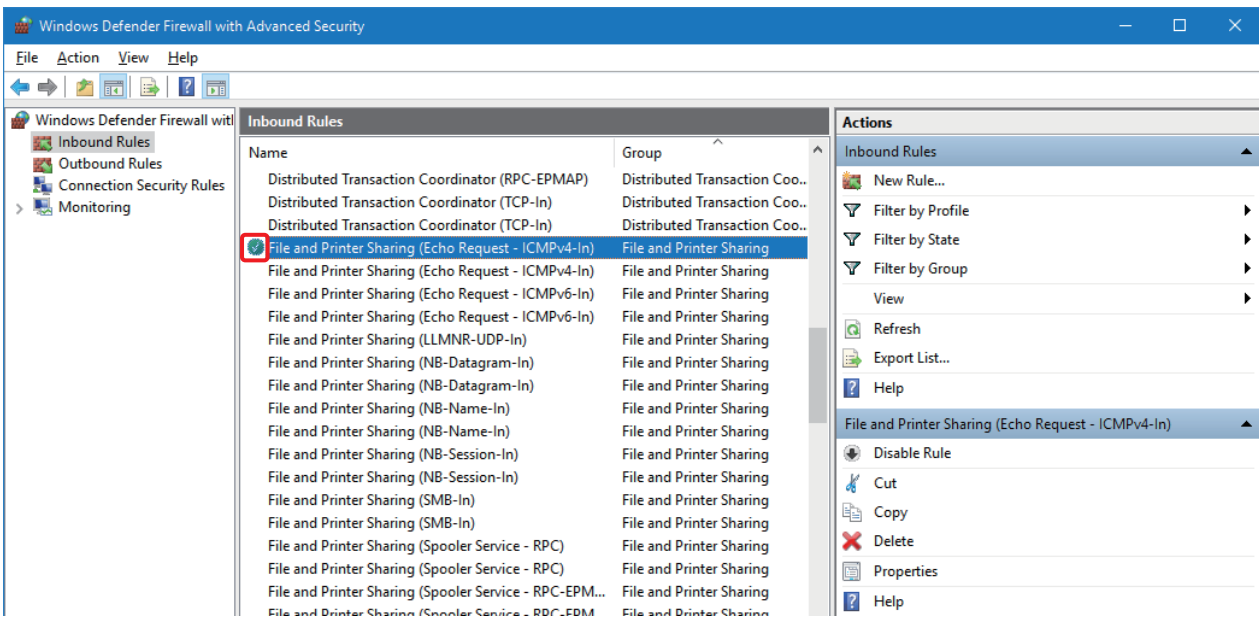 Windows Defender Firewall with Advanced Security
File Action View Help
Windows Defender Firewall witl
Inbound Rules
Outbound Rules
Connection Security Rules
Monitoring
Inbound Rules
Name Group
Distributed Transaction Coordinator (RPC-EPMAP) Distributed Transaction Coo..
Distributed Transaction Coordinator (TCP-In) Distributed Transaction Coo..
Distributed Transaction Coordinator (TCP-In) Distributed Transaction Coo..
File and Printer Sharing (Echo Request - ICMPv4-In) File and Printer Sharing
File and Printer Sharing (Echo Request - ICMPv4-In) File and Printer Sharing
File and Printer Sharing (Echo Request - ICMPv6-In) File and Printer Sharing
File and Printer Sharing (Echo Request - ICMPv6-In) File and Printer Sharing
File and Printer Sharing (LLMNR-UDP-In) File and Printer Sharing
File and Printer Sharing (NB-Datagram-In) File and Printer Sharing
File and Printer Sharing (NB-Datagram-In) File and Printer Sharing
File and Printer Sharing (NB-Name-In) File and Printer Sharing
File and Printer Sharing (NB-Name-In) File and Printer Sharing
File and Printer Sharing (NB-Session-In) File and Printer Sharing
File and Printer Sharing (NB-Session-In) File and Printer Sharing
File and Printer Sharing (SMB-In) File and Printer Sharing
File and Printer Sharing (SMB-In) File and Printer Sharing
File and Printer Sharing (Spooler Service - RPC) File and Printer Sharing
File and Printer Sharing (Spooler Service - RPC) File and Printer Sharing
File and Printer Sharing (Spooler Service - RPC-EPM... File and Printer Sharing
File and Printer Sharing (Spooler Service - RPC-EPM File and Printer Sharing
Actions
Inbound Rules
New Rule...
Filter by Profile
Filter by State
Filter by Group
View
Refresh
Export List...
Help
File and Printer Sharing (Echo Request - ICMPv4-In)
Disable Rule
Cut
Copy
Delete
Properties
Help